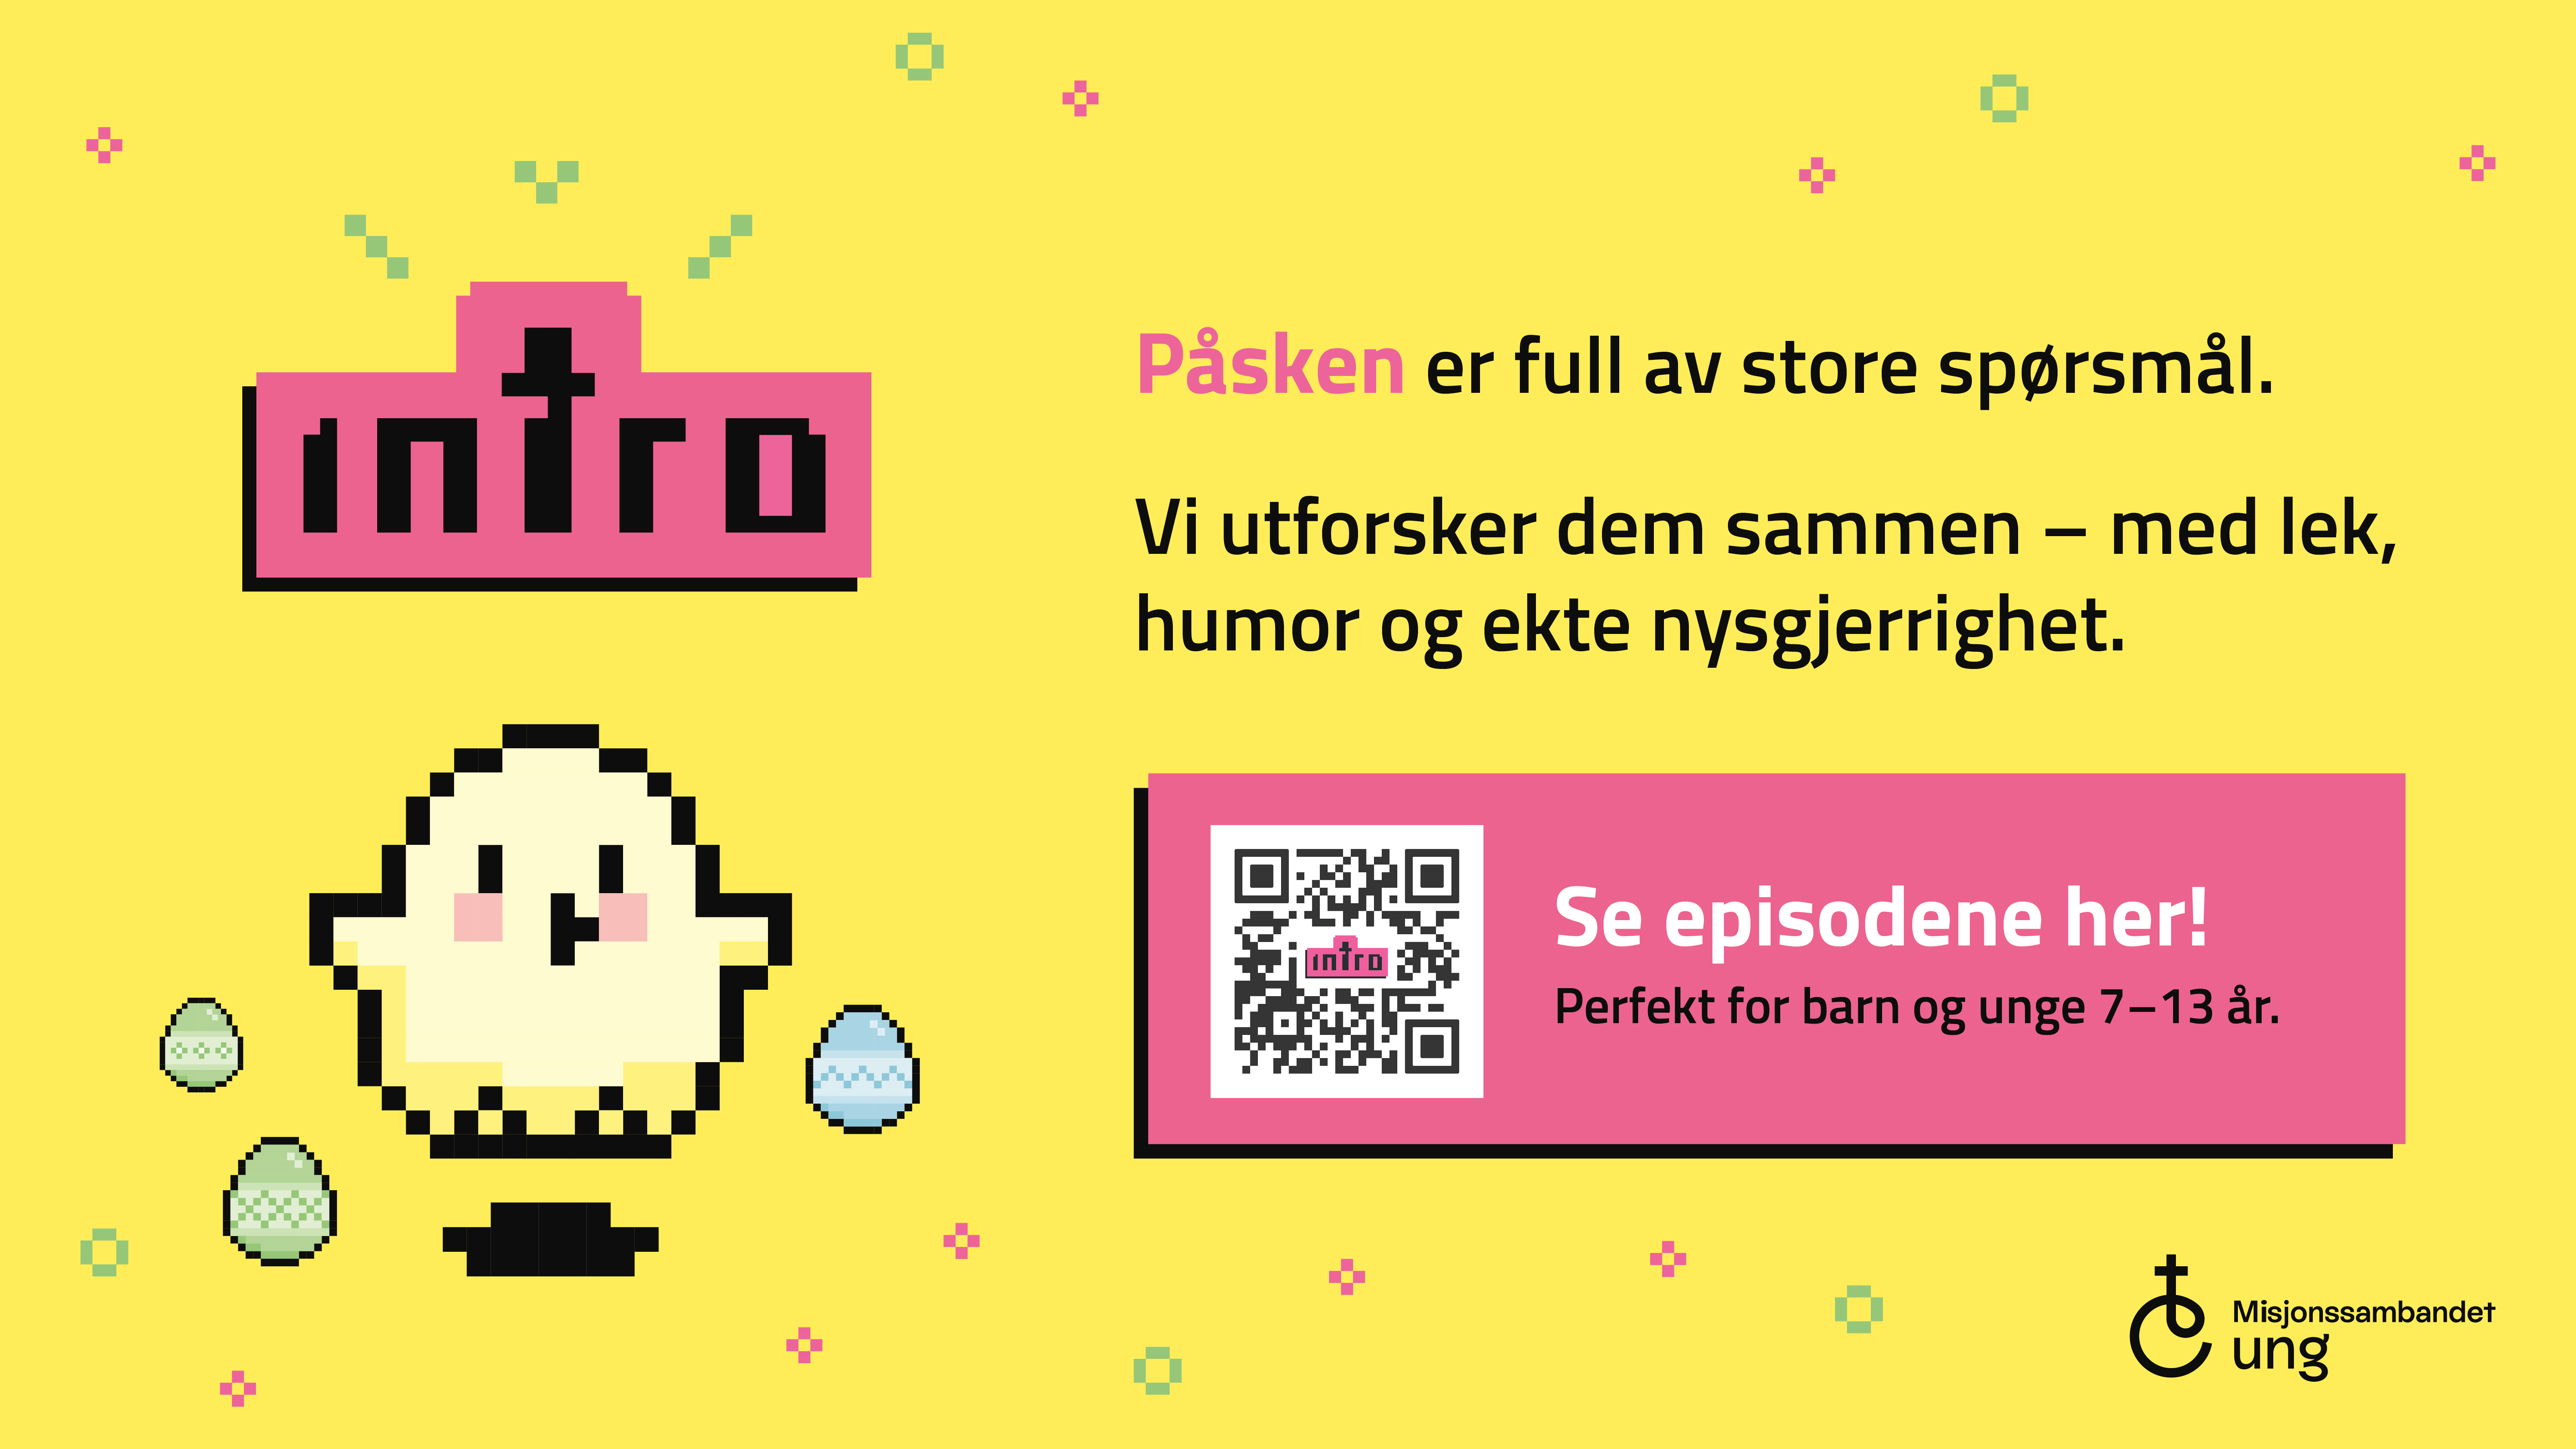 intro
Påsken er full av store spørsmål.
Vi utforsker dem sammen – med lek,
humor og ekte nysgjerrighet.
intro
Se episodene her!
Perfekt for barn og unge 7–13 år.
Misjonssambandet
ung